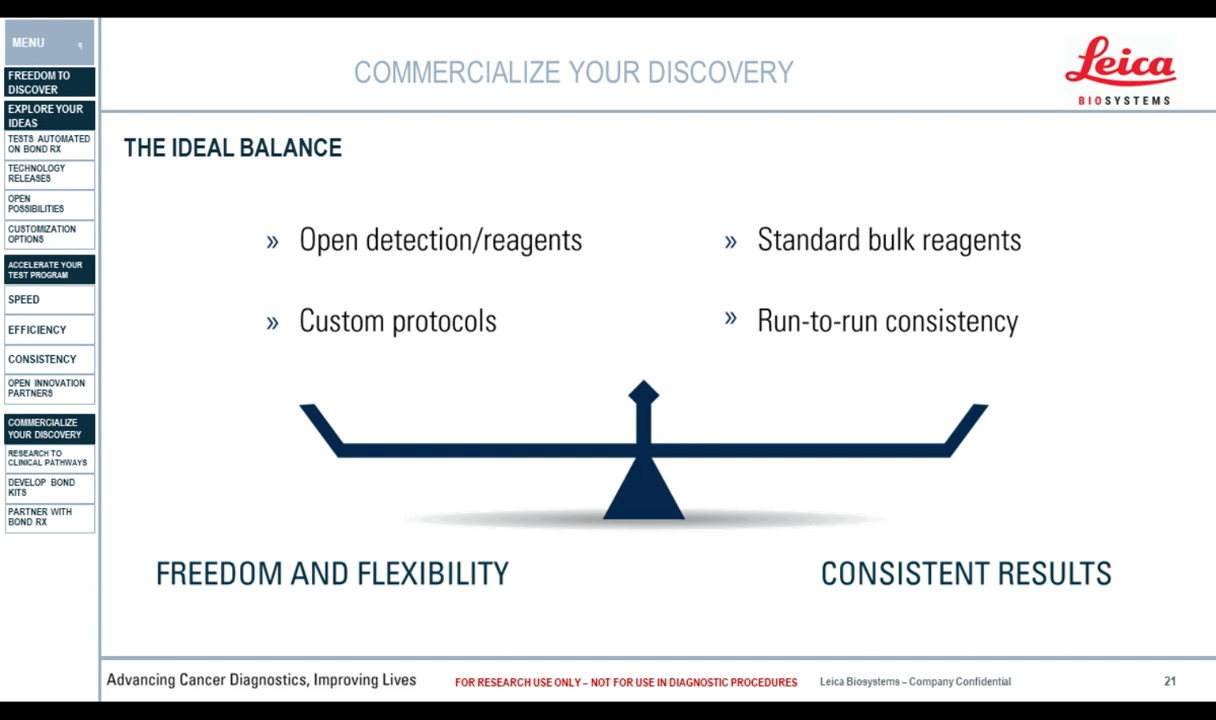 MENU
FREEDOM TO
DISCOVER
EXPLORE YOUR
IDEAS
TESTS AUTOMATED
ON BOND RX
TECHNOLOGY
RELEASES
OPEN
POSSIBILITIES
CUSTOMIZATION
OPTIONS
ACCELERATE YOUR
TEST PROGRAM
SPEED
EFFICIENCY
CONSISTENCY
OPEN INNOVATION
PARTNERS
COMMERCIALIZE
YOUR DISCOVERY
RESEARCH TO
CLINICAL PATHWAYS
DEVELOP BOND
KITS
PARTNER WITH
BOND RX
COMMERCIALIZE YOUR DISCOVERY
Leica
BIOSYSTEMS
THE IDEAL BALANCE
» Open detection/reagents
» Custom protocols
» Standard bulk reagents
» Run-to-run consistency
FREEDOM AND FLEXIBILITY
CONSISTENT RESULTS
Advancing Cancer Diagnostics, Improving Lives
FOR RESEARCH USE ONLY – NOT FOR USE IN DIAGNOSTIC PROCEDURES
Leica Biosystems – Company Confidential
21